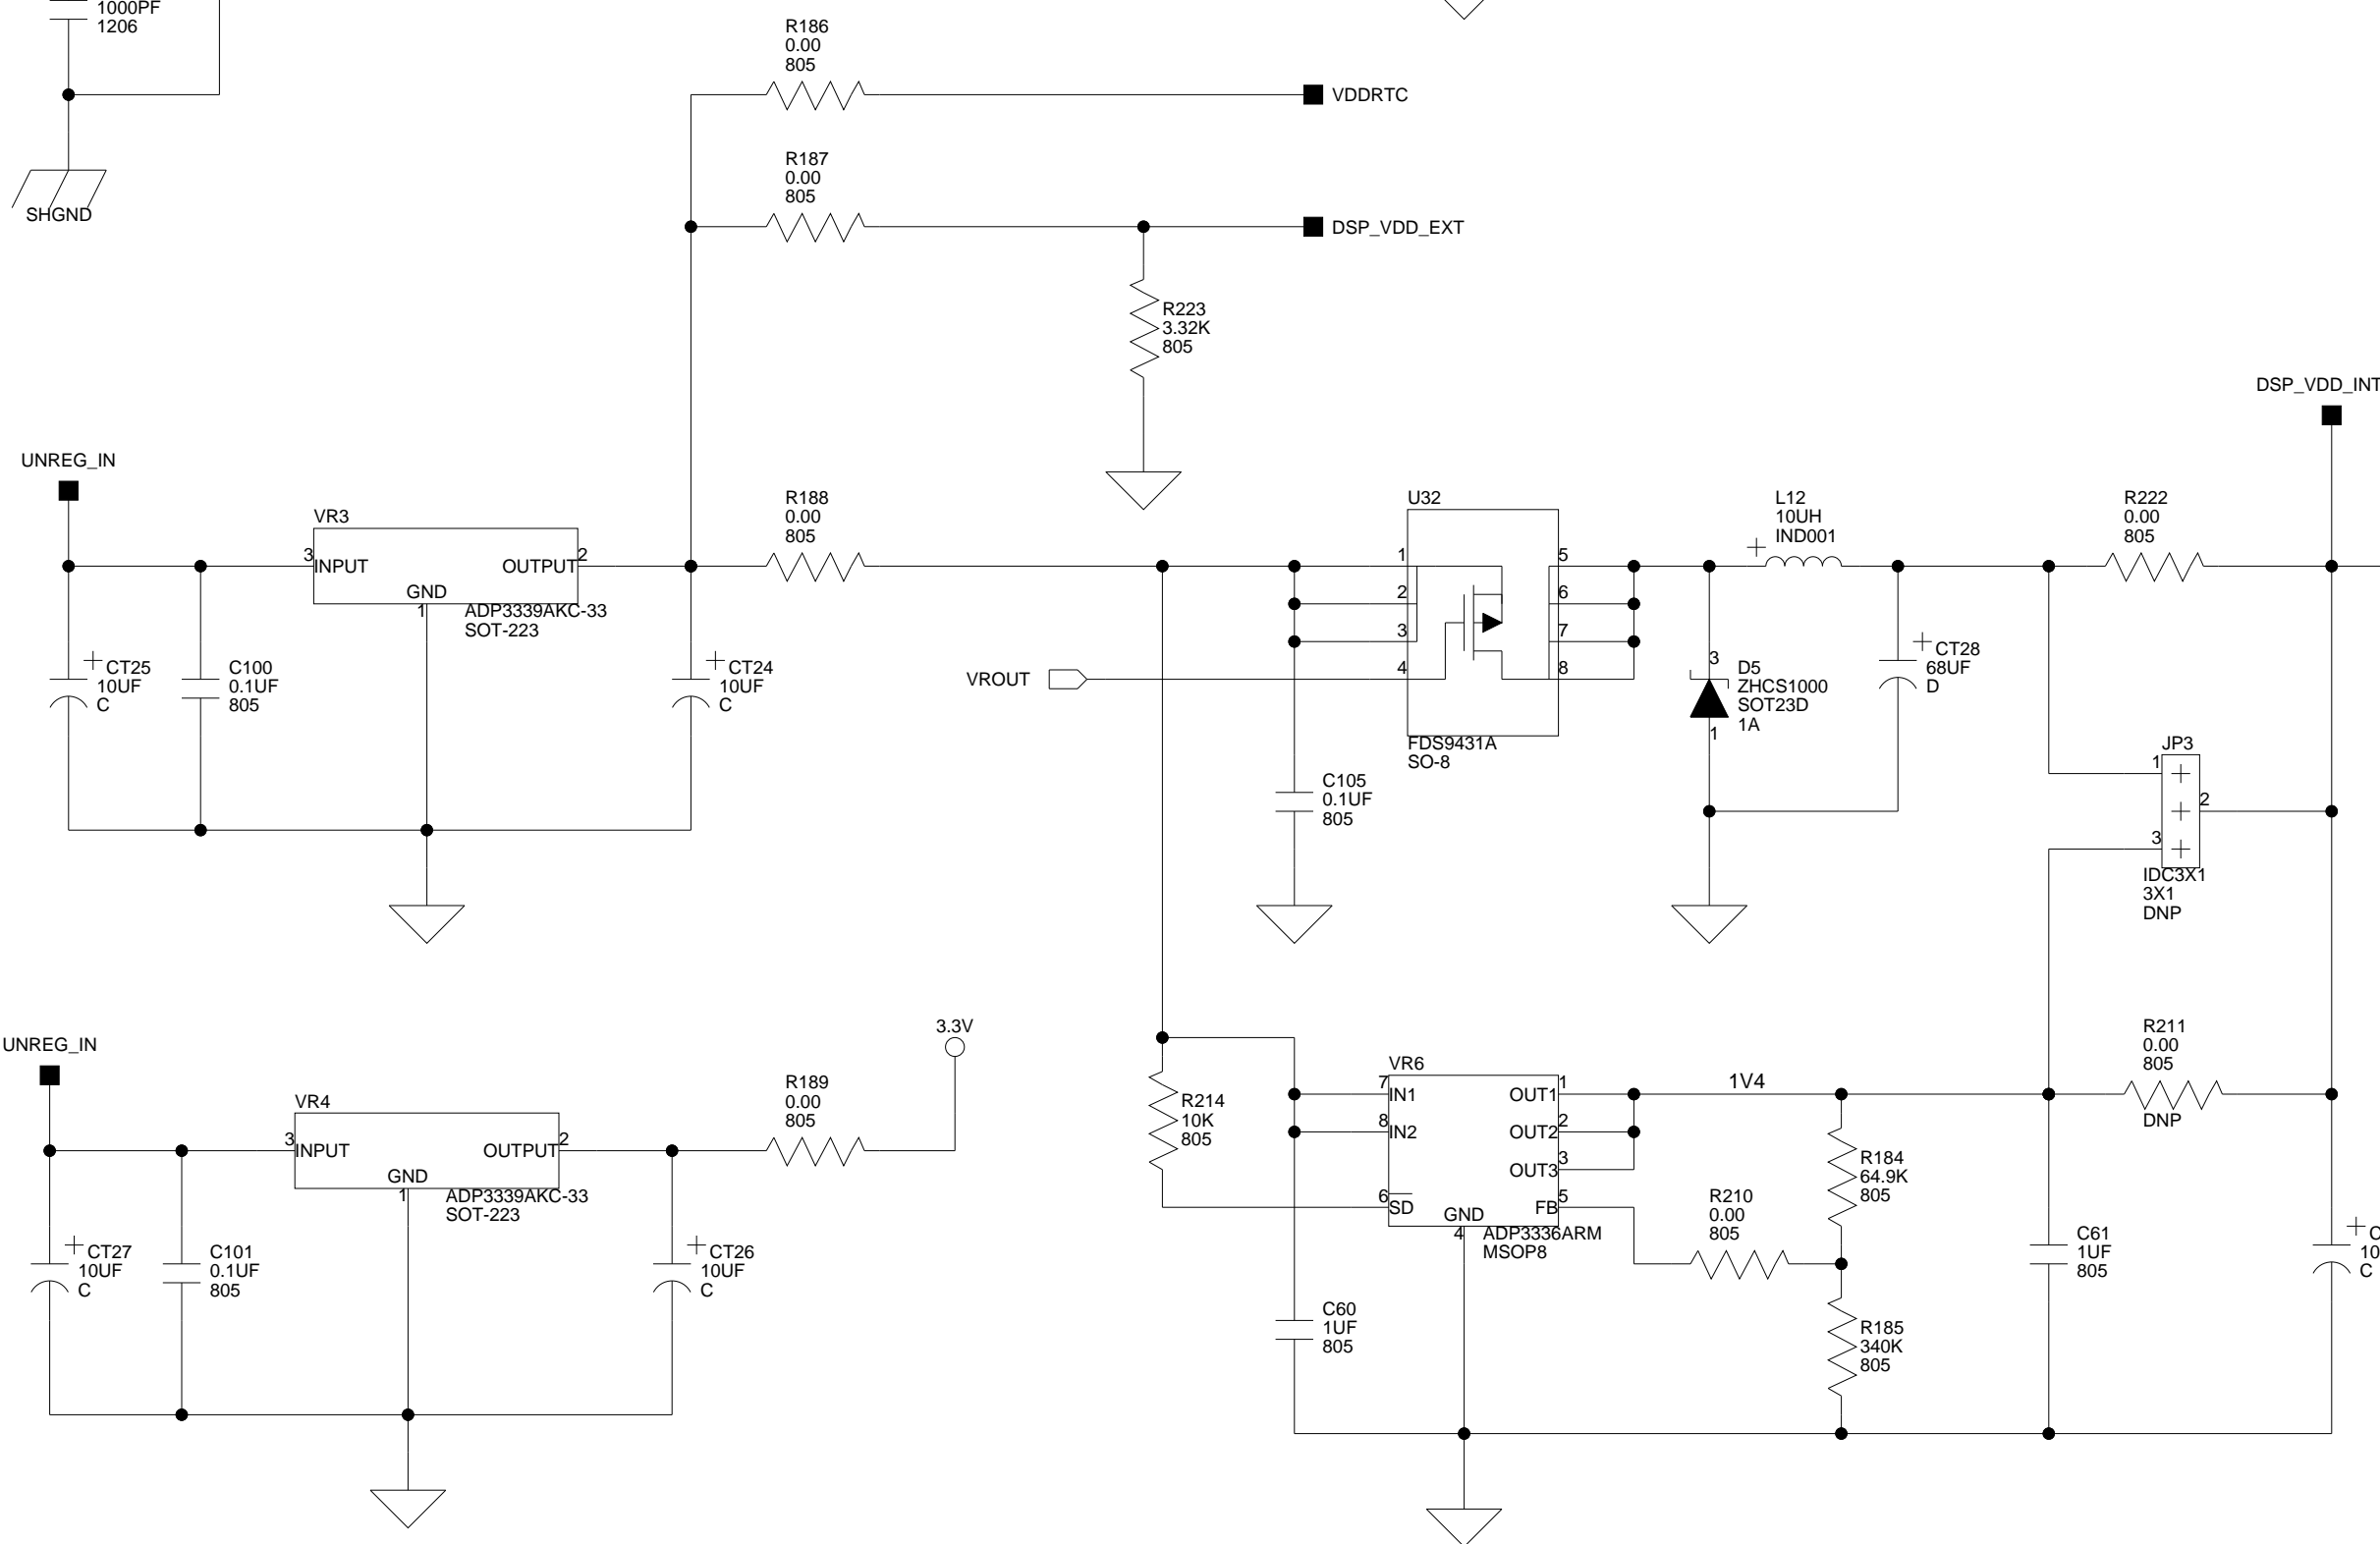 1000PF
1206
SHGND
R186
0.00
805
VDDRTC
R187
0.00
805
DSP_VDD_EXT
R223
3.32K
805
DSP_VDD_INT
UNREG_IN
VR3
3
INPUT
OUTPUT
2
GND
1
ADP3339AKC-33
SOT-223
CT25
10UF
C
C100
0.1UF
805
CT24
10UF
C
R188
0.00
805
VROUT
U32
1
2
3
4
5
6
7
8
FDS9431A
SO-8
C105
0.1UF
805
L12
10UH
IND001
3
D5
ZHCS1000
SOT23D
1A
1
CT28
68UF
D
R222
0.00
805
JP3
1
2
3
IDC3X1
3X1
DNP
UNREG_IN
VR4
3
INPUT
OUTPUT
2
GND
1
ADP3339AKC-33
SOT-223
CT27
10UF
C
C101
0.1UF
805
CT26
10UF
C
R189
0.00
805
3.3V
R214
10K
805
VR6
7
IN1
8
IN2
6
SD
GND
4
OUT1
1
OUT2
2
OUT3
3
FB
5
ADP3336ARM
MSOP8
1V4
C60
1UF
805
R210
0.00
805
R184
64.9K
805
R185
340K
805
R211
0.00
805
DNP
C61
1UF
805
C
10
C